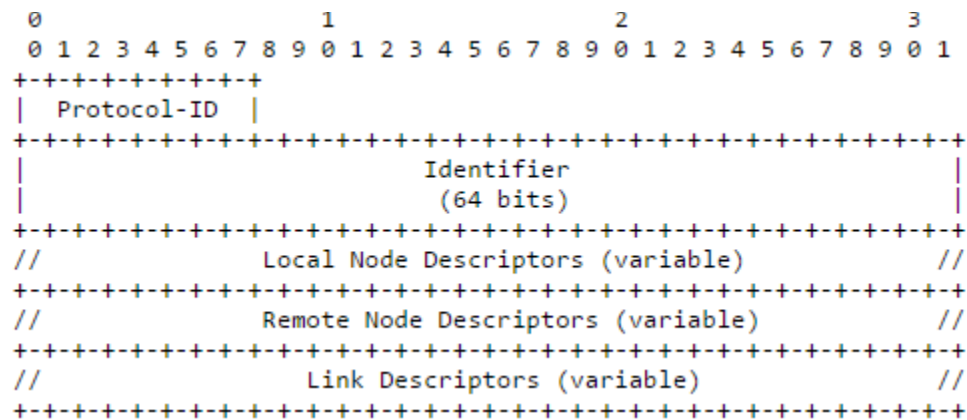 0                   1                   2                   3
 0 1 2 3 4 5 6 7 8 9 0 1 2 3 4 5 6 7 8 9 0 1 2 3 4 5 6 7 8 9 0 1
+-+-+-+-+-+-+-+-+
|  Protocol-ID  |
+-+-+-+-+-+-+-+-+-+-+-+-+-+-+-+-+-+-+-+-+-+-+-+-+-+-+-+-+-+-+-+-+
|                           Identifier                          |
|                            (64 bits)                          |
+-+-+-+-+-+-+-+-+-+-+-+-+-+-+-+-+-+-+-+-+-+-+-+-+-+-+-+-+-+-+-+-+
//               Local Node Descriptors (variable)             //
+-+-+-+-+-+-+-+-+-+-+-+-+-+-+-+-+-+-+-+-+-+-+-+-+-+-+-+-+-+-+-+-+
//               Remote Node Descriptors (variable)            //
+-+-+-+-+-+-+-+-+-+-+-+-+-+-+-+-+-+-+-+-+-+-+-+-+-+-+-+-+-+-+-+-+
//                  Link Descriptors (variable)                //
+-+-+-+-+-+-+-+-+-+-+-+-+-+-+-+-+-+-+-+-+-+-+-+-+-+-+-+-+-+-+-+-+